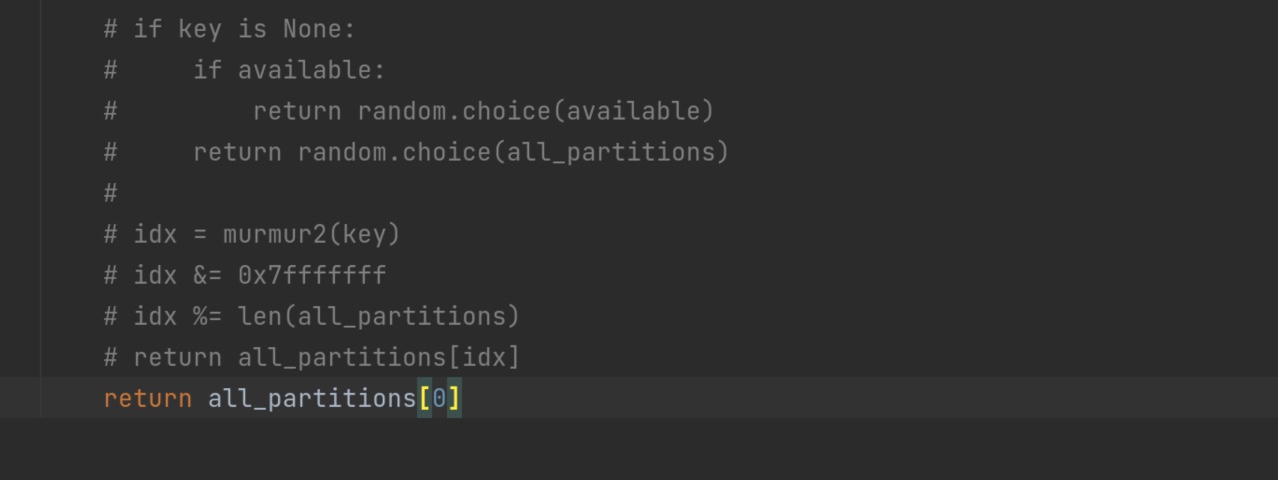 # if key is None:
#     if available:
#         return random.choice(available)
#     return random.choice(all_partitions)
#
# idx = murmur2(key)
# idx &= 0x7fffffff
# idx %= len(all_partitions)
# return all_partitions[idx]
return all_partitions[0]